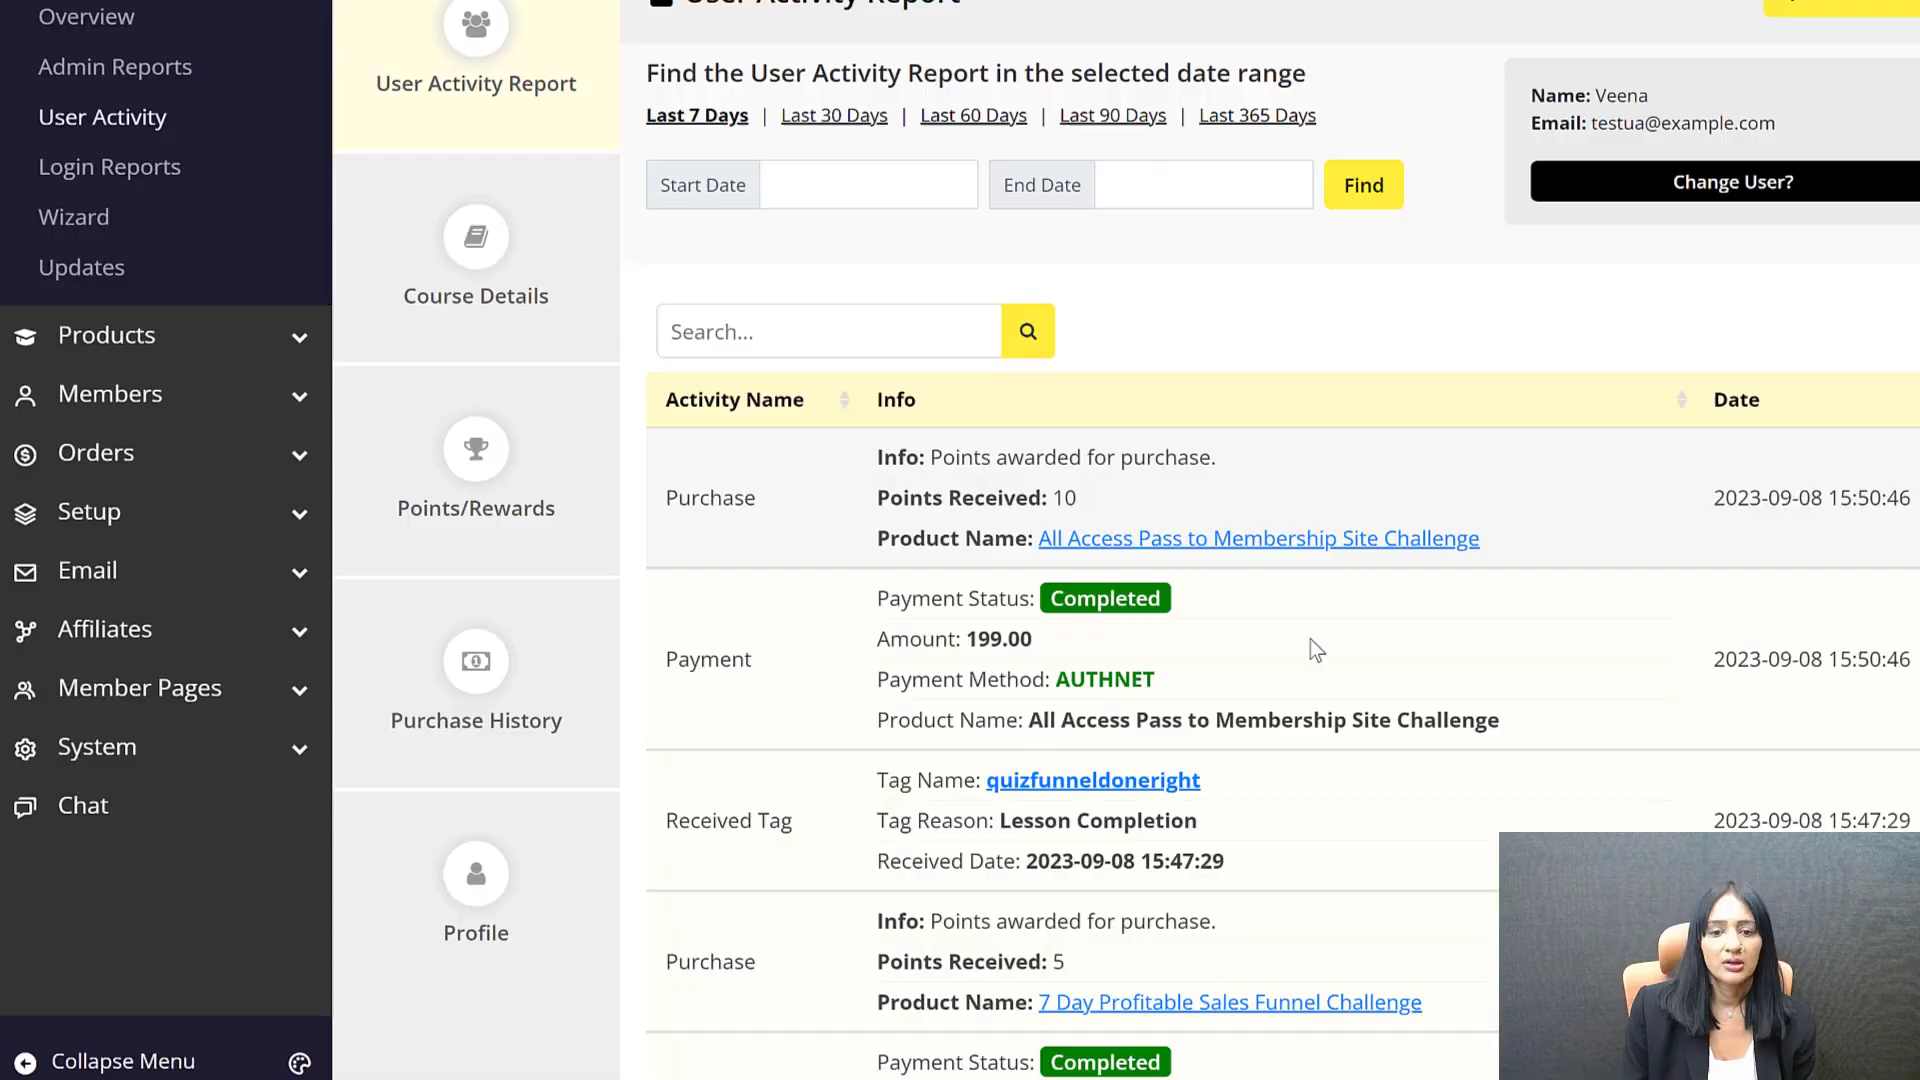 Overview
Admin Reports
User Activity
Login Reports
Wizard
Updates
Products
Members
Orders
Setup
Email
Affiliates
Member Pages
System
Chat
Collapse Menu
User Activity Report
Course Details
Points/Rewards
Purchase History
Profile
User Activity Report
Find the User Activity Report in the selected date range
Last 7 Days | Last 30 Days | Last 60 Days | Last 90 Days | Last 365 Days
Start Date End Date Find
Name: Veena
Email: testua@example.com
Change User?
Search...
Activity Name Info Date
Info: Points awarded for purchase.
Purchase Points Received: 10 2023-09-08 15:50:46
Product Name: All Access Pass to Membership Site Challenge
Payment Status: Completed
Amount: 199.00
Payment 2023-09-08 15:50:46
Payment Method: AUTHNET
Product Name: All Access Pass to Membership Site Challenge
Tag Name: quizfunneldoneright
Received Tag Tag Reason: Lesson Completion 2023-09-08 15:47:29
Received Date: 2023-09-08 15:47:29
Info: Points awarded for purchase.
Purchase Points Received: 5
Product Name: 7 Day Profitable Sales Funnel Challenge
Payment Status: Completed